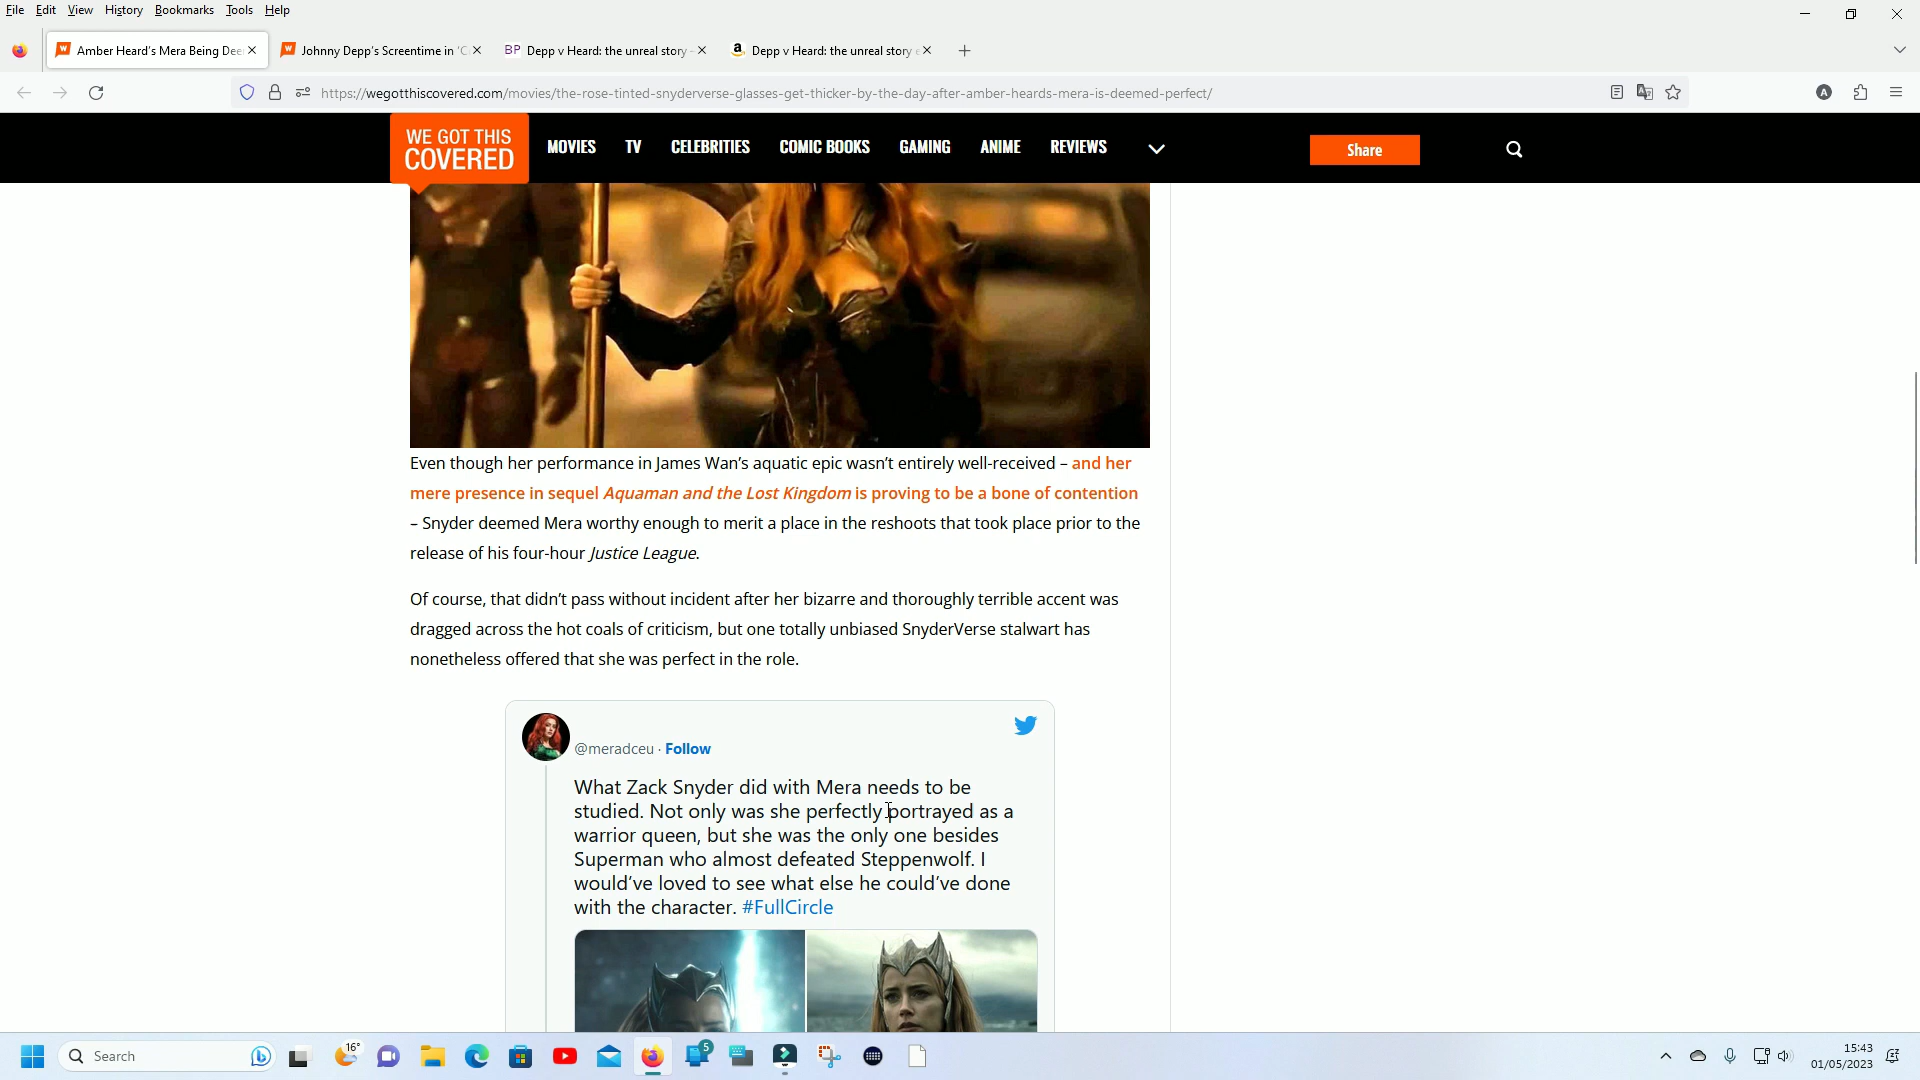 File Edit View History Bookmarks Tools Help
Amber Heard's Mera Being Dee
Johnny Depp's Screentime in 'C
BP Depp v Heard: the unreal story -
Depp v Heard: the unreal story e
https://wegotthiscovered.com/movies/the-rose-tinted-snyderverse-glasses-get-thicker-by-the-day-after-amber-heards-mera-is-deemed-perfect/
WE GOT THIS
COVERED
MOVIES TV CELEBRITIES COMIC BOOKS GAMING ANIME REVIEWS
Share
Even though her performance in James Wan's aquatic epic wasn't entirely well-received – and her
mere presence in sequel Aquaman and the Lost Kingdom is proving to be a bone of contention
– Snyder deemed Mera worthy enough to merit a place in the reshoots that took place prior to the
release of his four-hour Justice League.
Of course, that didn't pass without incident after her bizarre and thoroughly terrible accent was
dragged across the hot coals of criticism, but one totally unbiased SnyderVerse stalwart has
nonetheless offered that she was perfect in the role.
@meradceu · Follow
What Zack Snyder did with Mera needs to be
studied. Not only was she perfectly portrayed as a
warrior queen, but she was the only one besides
Superman who almost defeated Steppenwolf. I
would've loved to see what else he could've done
with the character. #FullCircle
Search
16°
5
15:43
01/05/2023